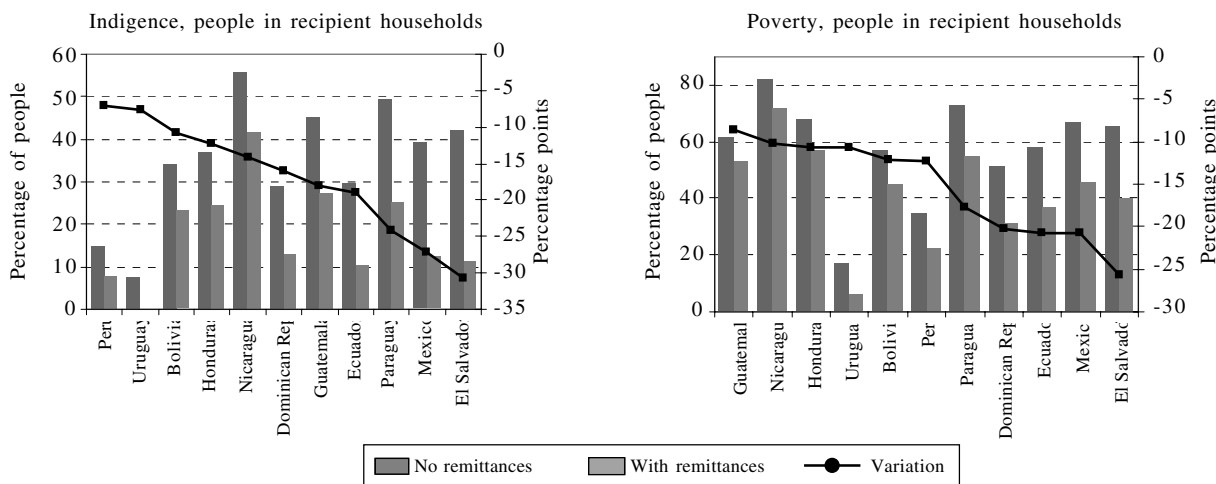 Indigence, people in recipient households
Percentage of people
60
50
40
30
20
10
0
0
-5
-10
-15
-20
-25
-30
-35
Percentage points
Peru
Uruguay
Bolivia
Hondura
Nicaragua
Dominican Rep
Guatemala
Ecuado
Paraguay
Mexico
El Salvado
Poverty, people in recipient households
Percentage of people
80
60
40
20
0
0
-5
-10
-15
-20
-25
-30
Percentage points
Guatemal
Nicaragu
Hondura
Urugua
Bolivi
Per
Paragua
Dominican Rep
Ecuado
Mexic
El Salvado
No remittances
With remittances
Variation